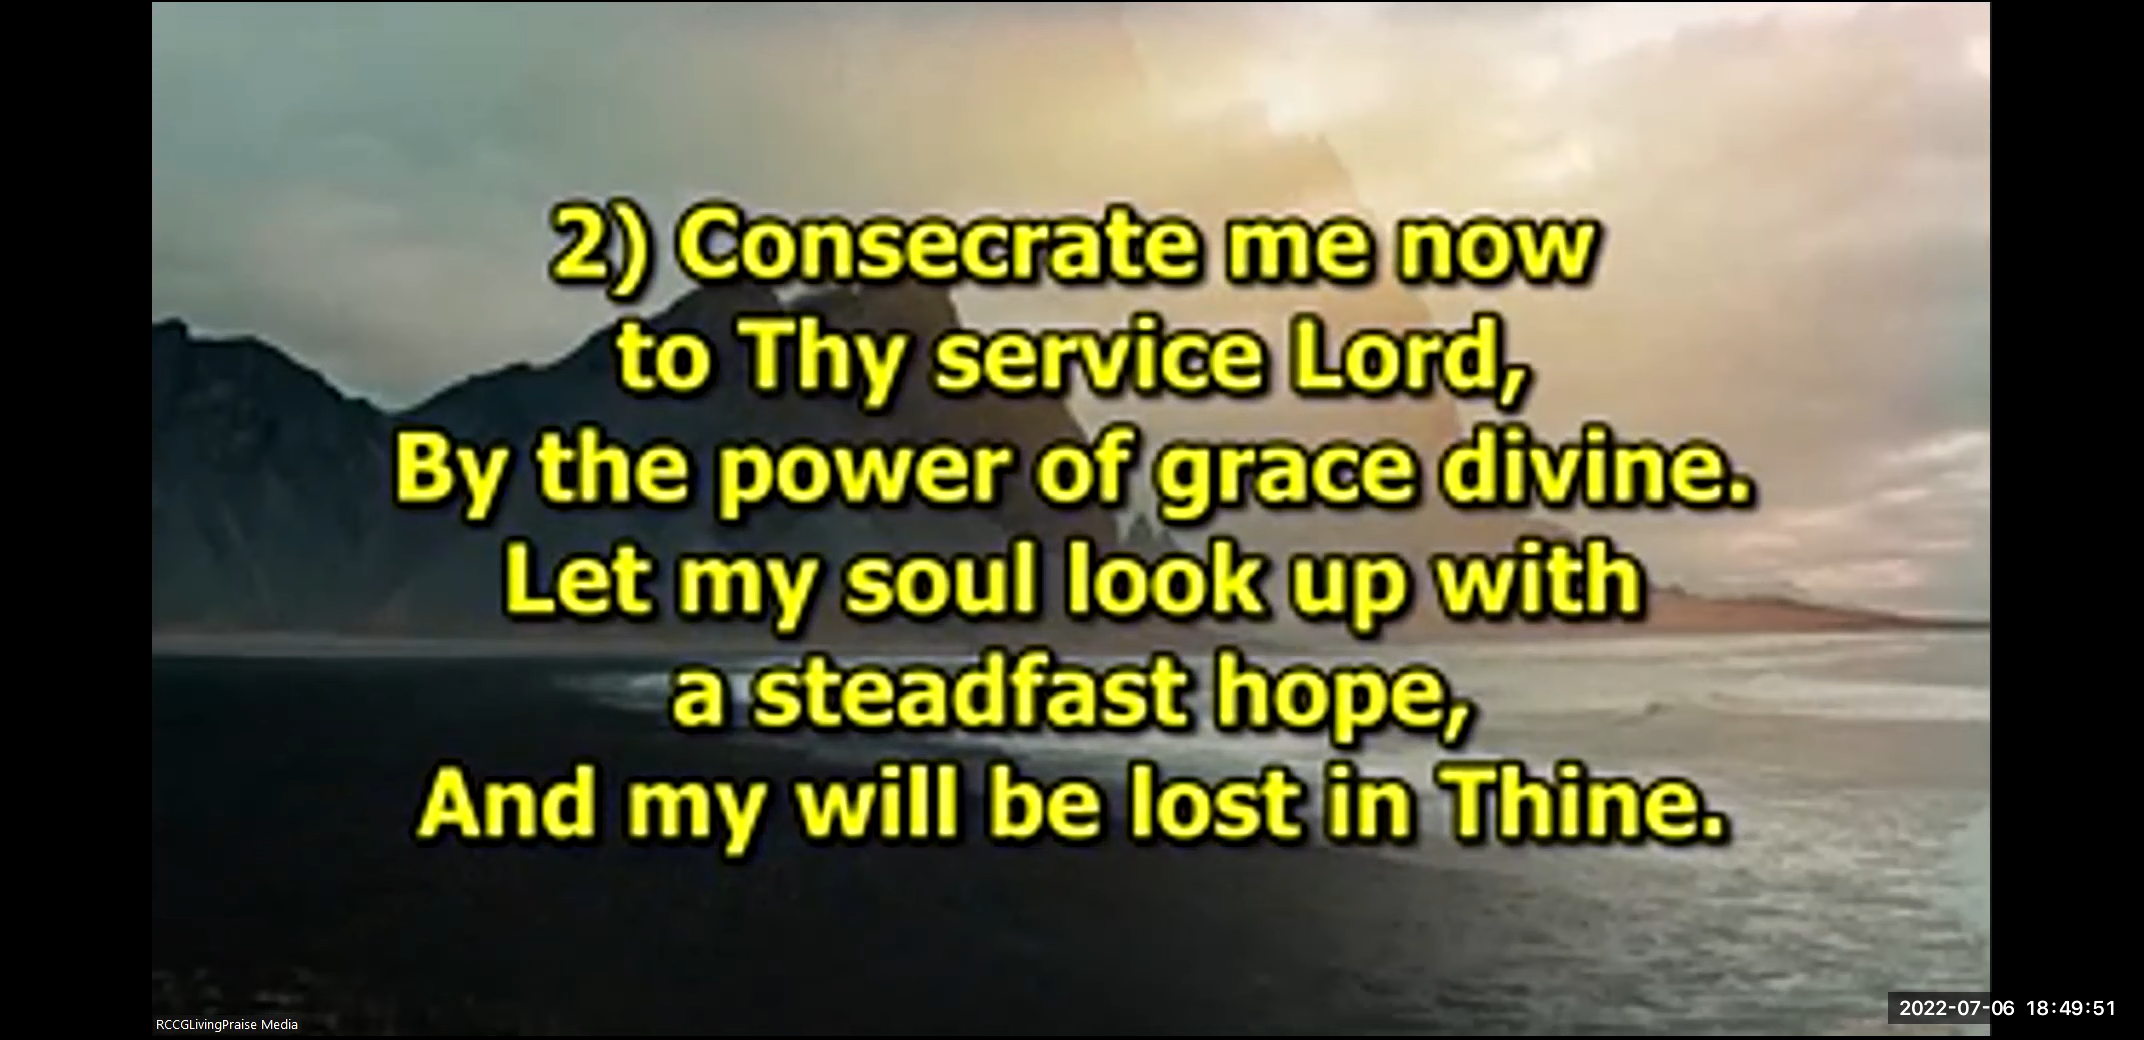 2) Consecrate me now
to Thy service Lord,
By the power of grace divine.
Let my soul look up with
a steadfast hope,
And my will be lost in Thine.
RCCGLivingPraise Media
2022-07-06 18:49:51